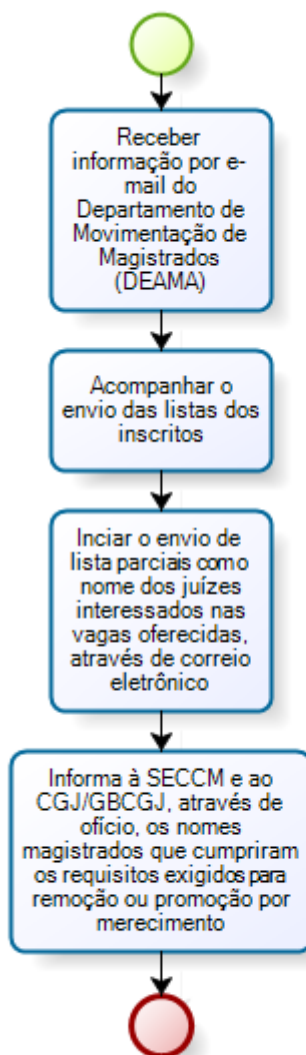 Receber
informação por e-
mail do
Departamento de
Movimentação de
Magistrados
(DEAMA)
Acompanhar o
envio das listas dos
inscritos
Inciar o envio de
lista parciais como
nome dos juízes
interessados nas
vagas oferecidas,
através de correio
eletrônico
Informa à SECCM e ao
CGJ/GBCGJ, através de
ofício, os nomes
magistrados que cumpriram
os requisitos exigidos para
remoção ou promoção por
merecimento